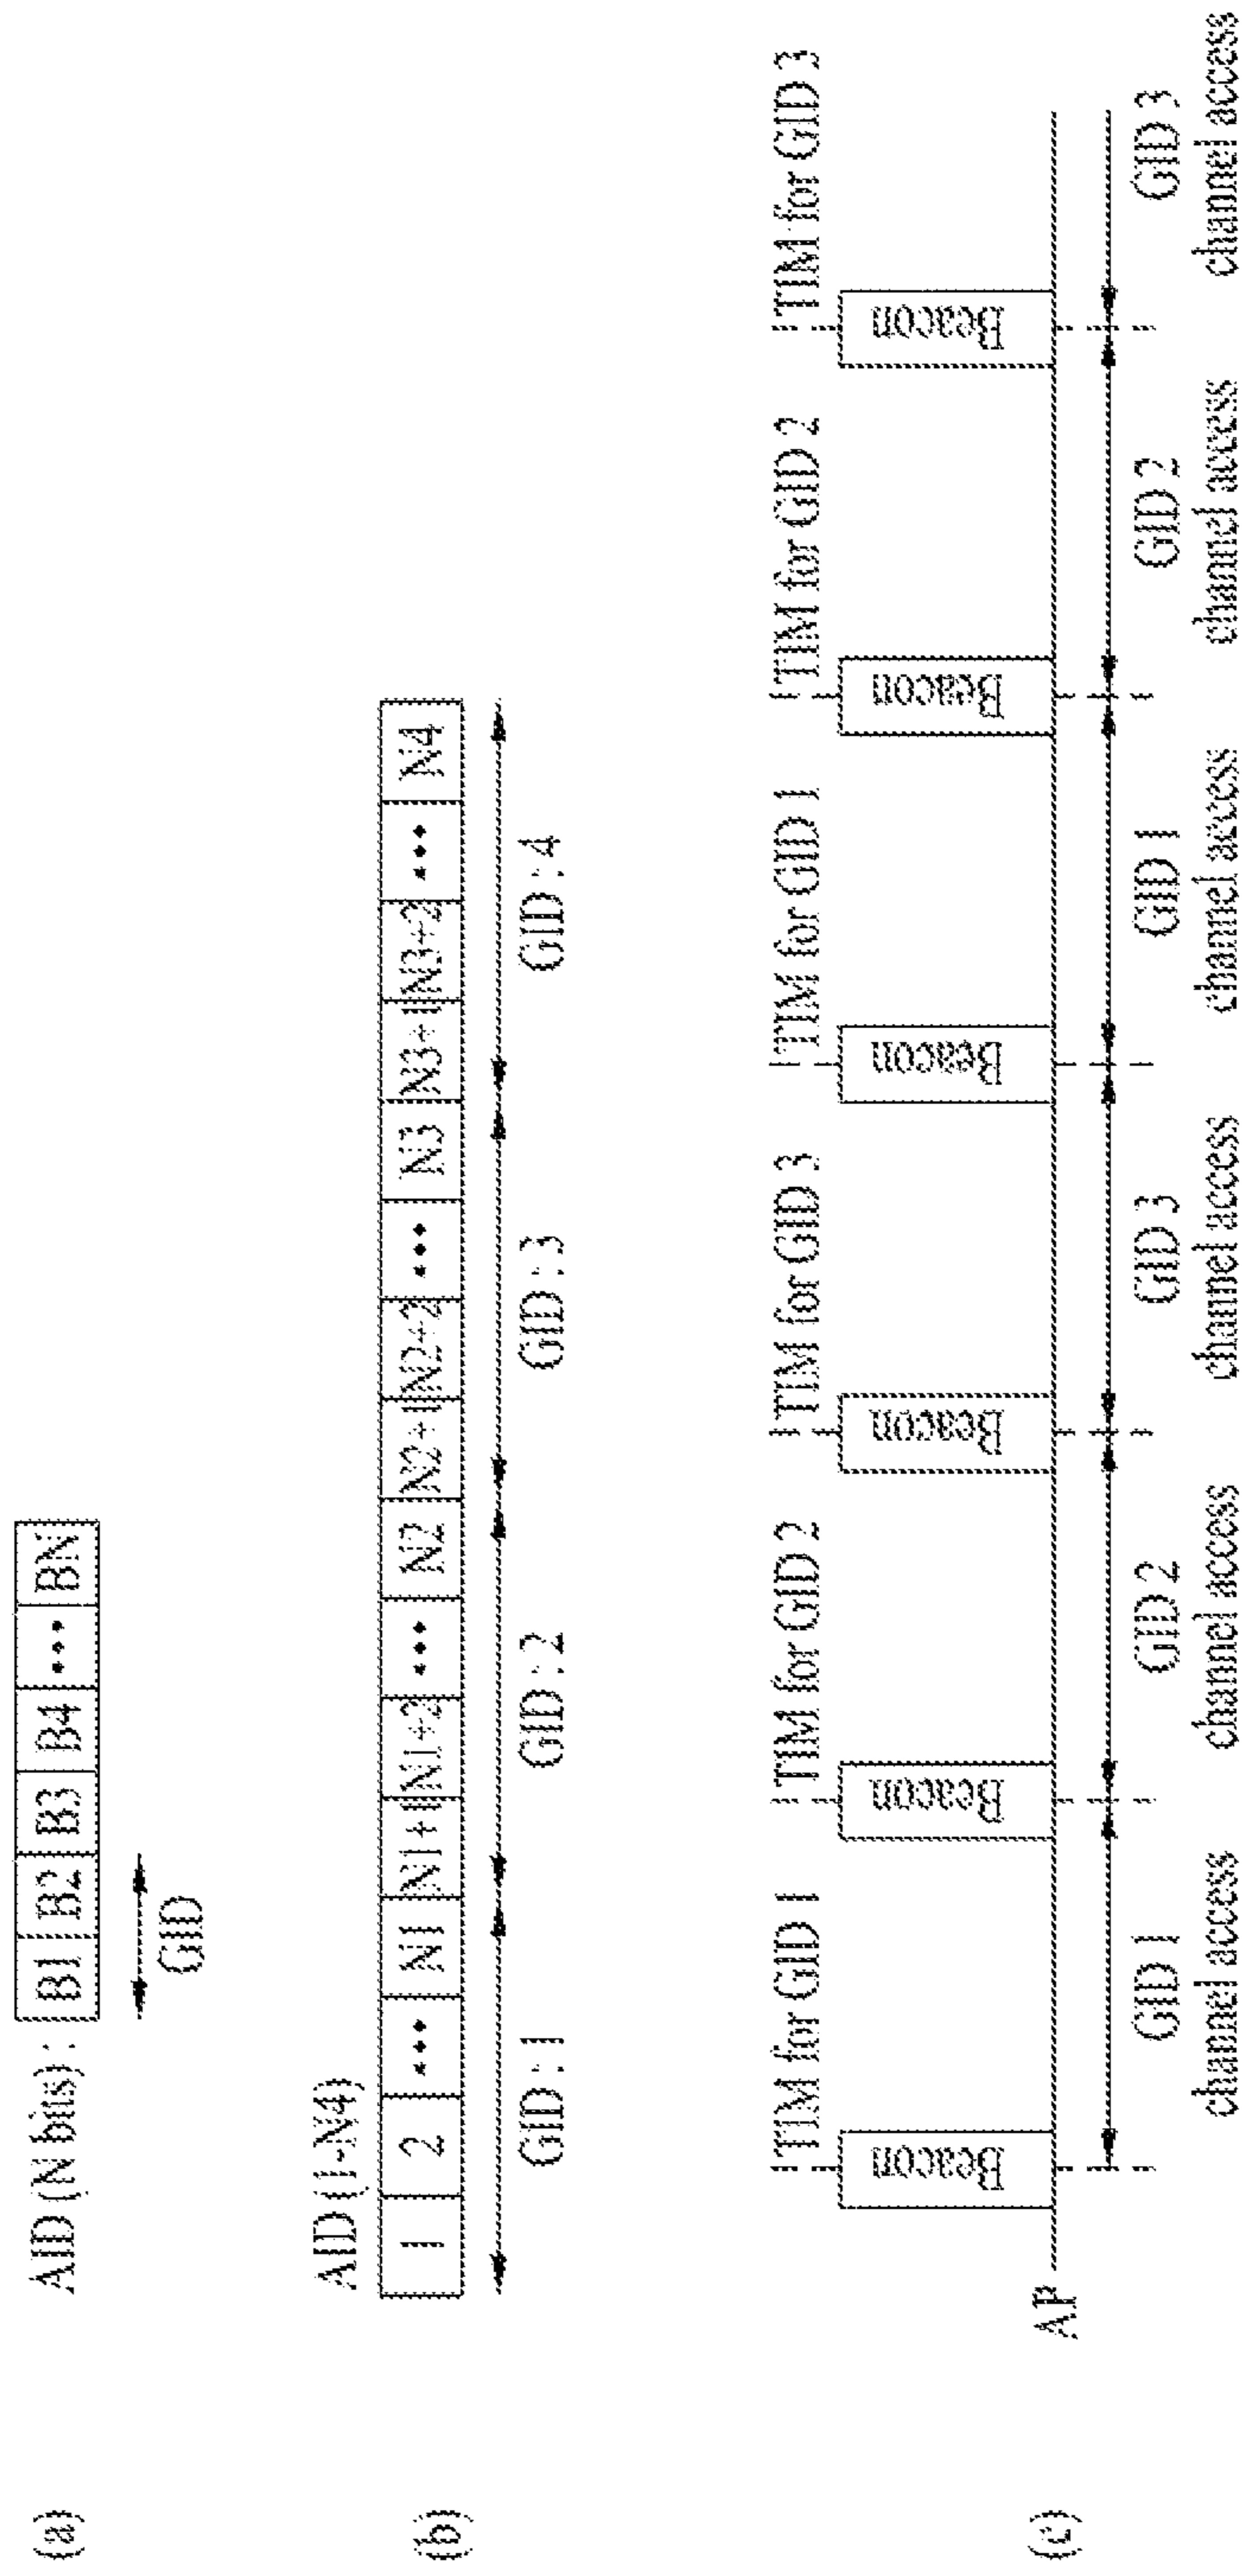 (a)
AID (N bits) : B1 B2 B3 B4 ... BN
GID
(b)
AID (1-N4)
1 2 ... N1 N1+1 N1+2 ... N2 N2+1 N2+2 ... N3 N3+1 N3+2 ... N4
GID : 1 GID : 2 GID : 3 GID : 4
(c)
TIM for GID 1 TIM for GID 2 TIM for GID 3 TIM for GID 1 TIM for GID 2 TIM for GID 3
Beacon Beacon Beacon Beacon Beacon Beacon
AP
GID 1 GID 2 GID 3 GID 1 GID 2 GID 3
channel access channel access channel access channel access channel access channel access